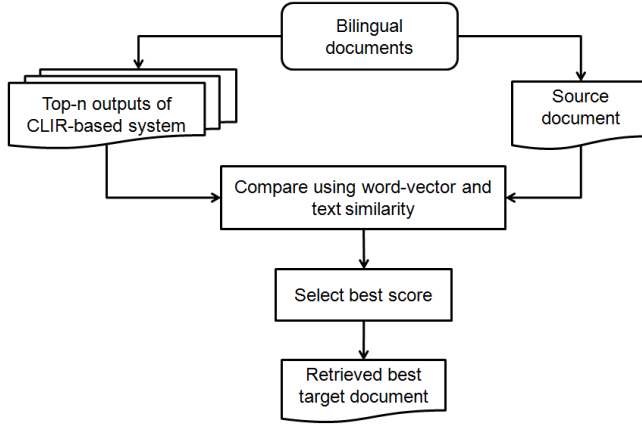 Bilingual
documents
Top-n outputs of
CLIR-based system
Source
document
Compare using word-vector and
text similarity
Select best score
Retrieved best
target document